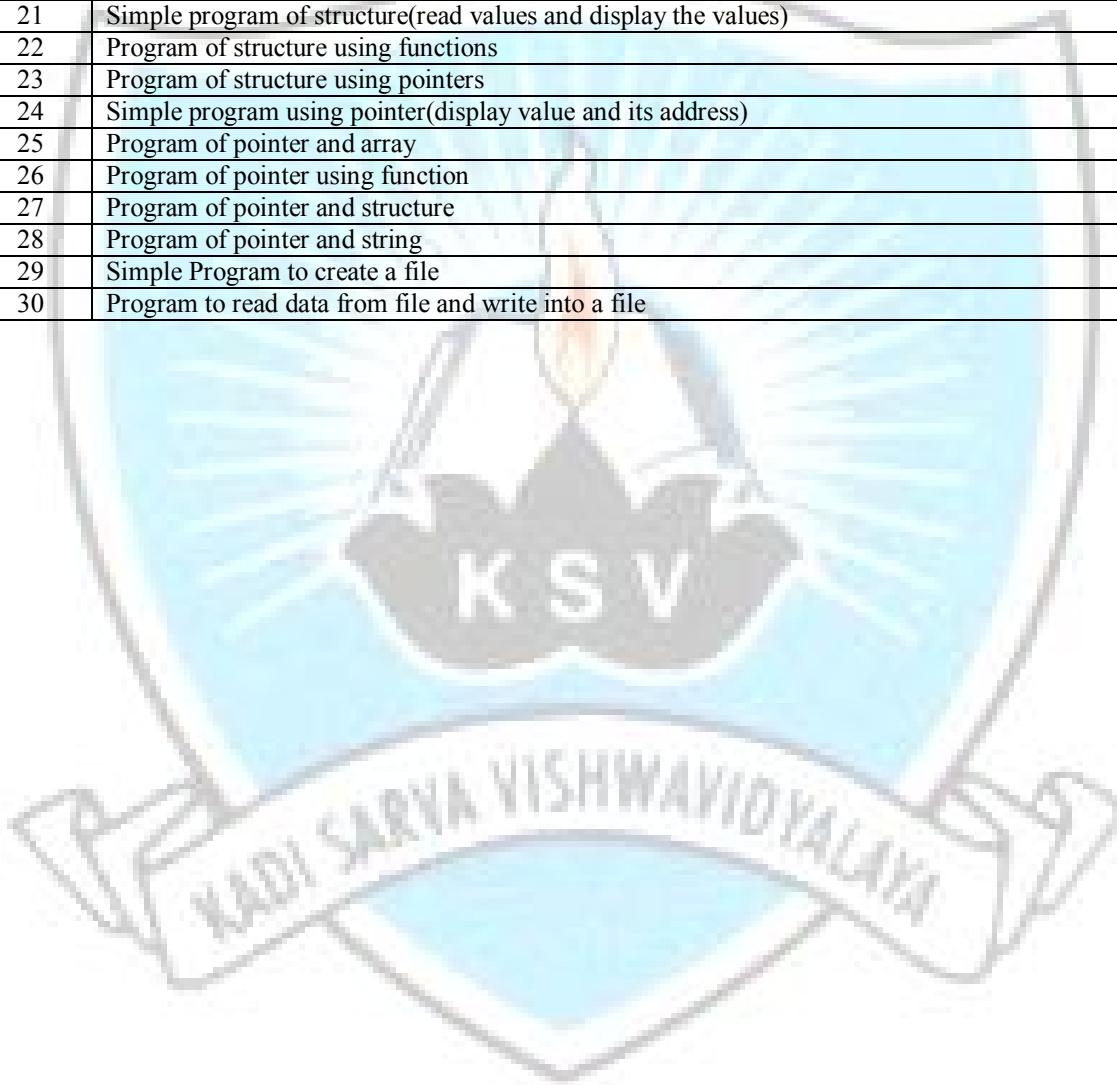 21 Simple program of structure(read values and display the values)
22 Program of structure using functions
23 Program of structure using pointers
24 Simple program using pointer(display value and its address)
25 Program of pointer and array
26 Program of pointer using function
27 Program of pointer and structure
28 Program of pointer and string
29 Simple Program to create a file
30 Program to read data from file and write into a file
KSV
KADI SARVA VISHWAVIDYALAYA